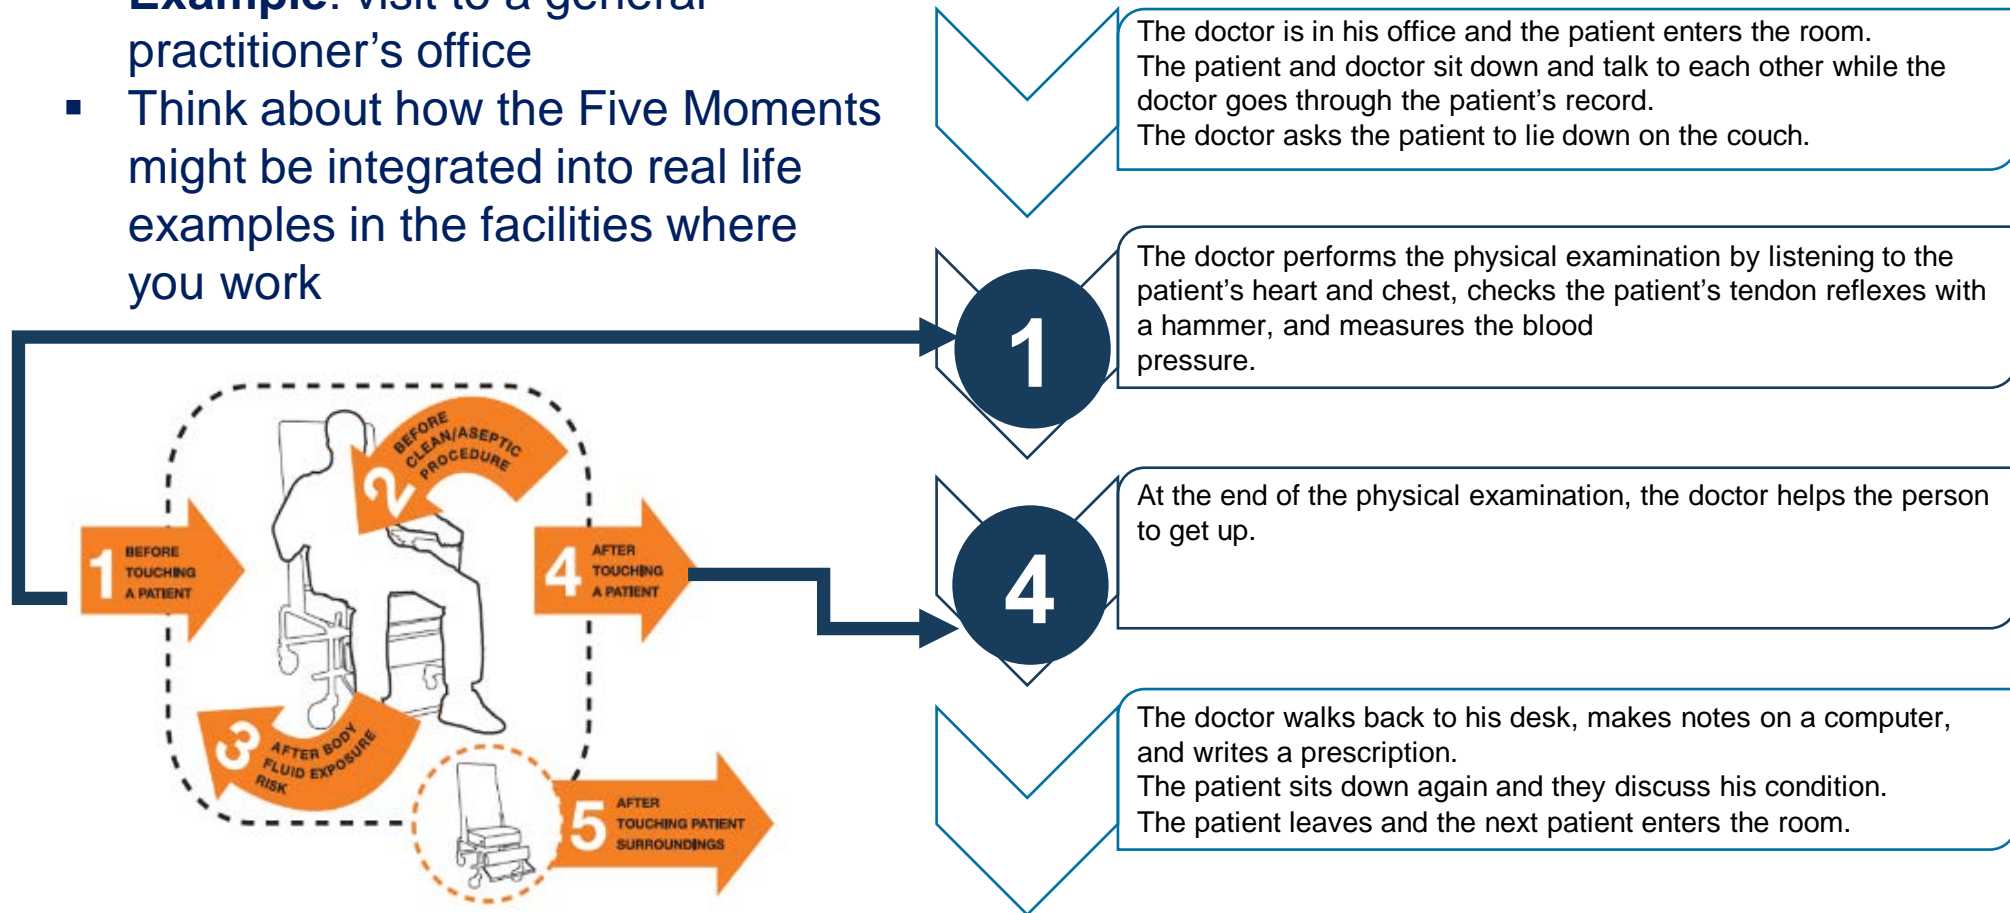 Example: visit to a general
practitioner's office
▪ Think about how the Five Moments
might be integrated into real life
examples in the facilities where
you work
The doctor is in his office and the patient enters the room.
The patient and doctor sit down and talk to each other while the
doctor goes through the patient's record.
The doctor asks the patient to lie down on the couch.
1
The doctor performs the physical examination by listening to the
patient's heart and chest, checks the patient's tendon reflexes with
a hammer, and measures the blood
pressure.
4
At the end of the physical examination, the doctor helps the person
to get up.
The doctor walks back to his desk, makes notes on a computer,
and writes a prescription.
The patient sits down again and they discuss his condition.
The patient leaves and the next patient enters the room.
1
BEFORE
TOUCHING
A PATIENT
2
BEFORE
CLEAN/ASEPTIC
PROCEDURE
3
AFTER BODY
FLUID EXPOSURE
RISK
4
AFTER
TOUCHING
A PATIENT
5
AFTER
TOUCHING PATIENT
SURROUNDINGS